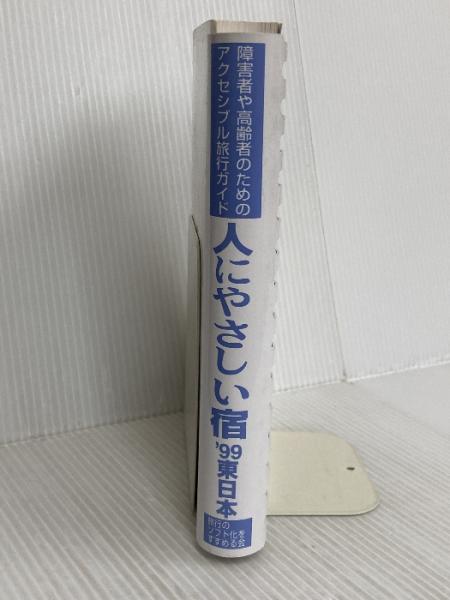 障害者や高齢者のための
アクセシブル旅行ガイド
人にやさしい宿
'99東日本
旅行の
ソフト化を
すすめる会